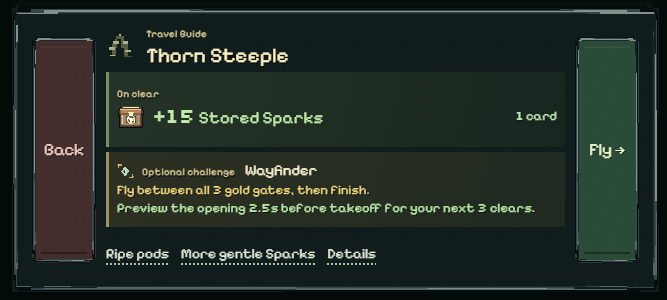 Travel Guide
Thorn Steeple
On clear
+15 Stored Sparks
1 card
Back
Fly →
Optional challenge Wayfinder
Fly between all 3 gold gates, then finish.
Preview the opening 2.5s before takeoff for your next 3 clears.
Ripe pods More gentle Sparks Details